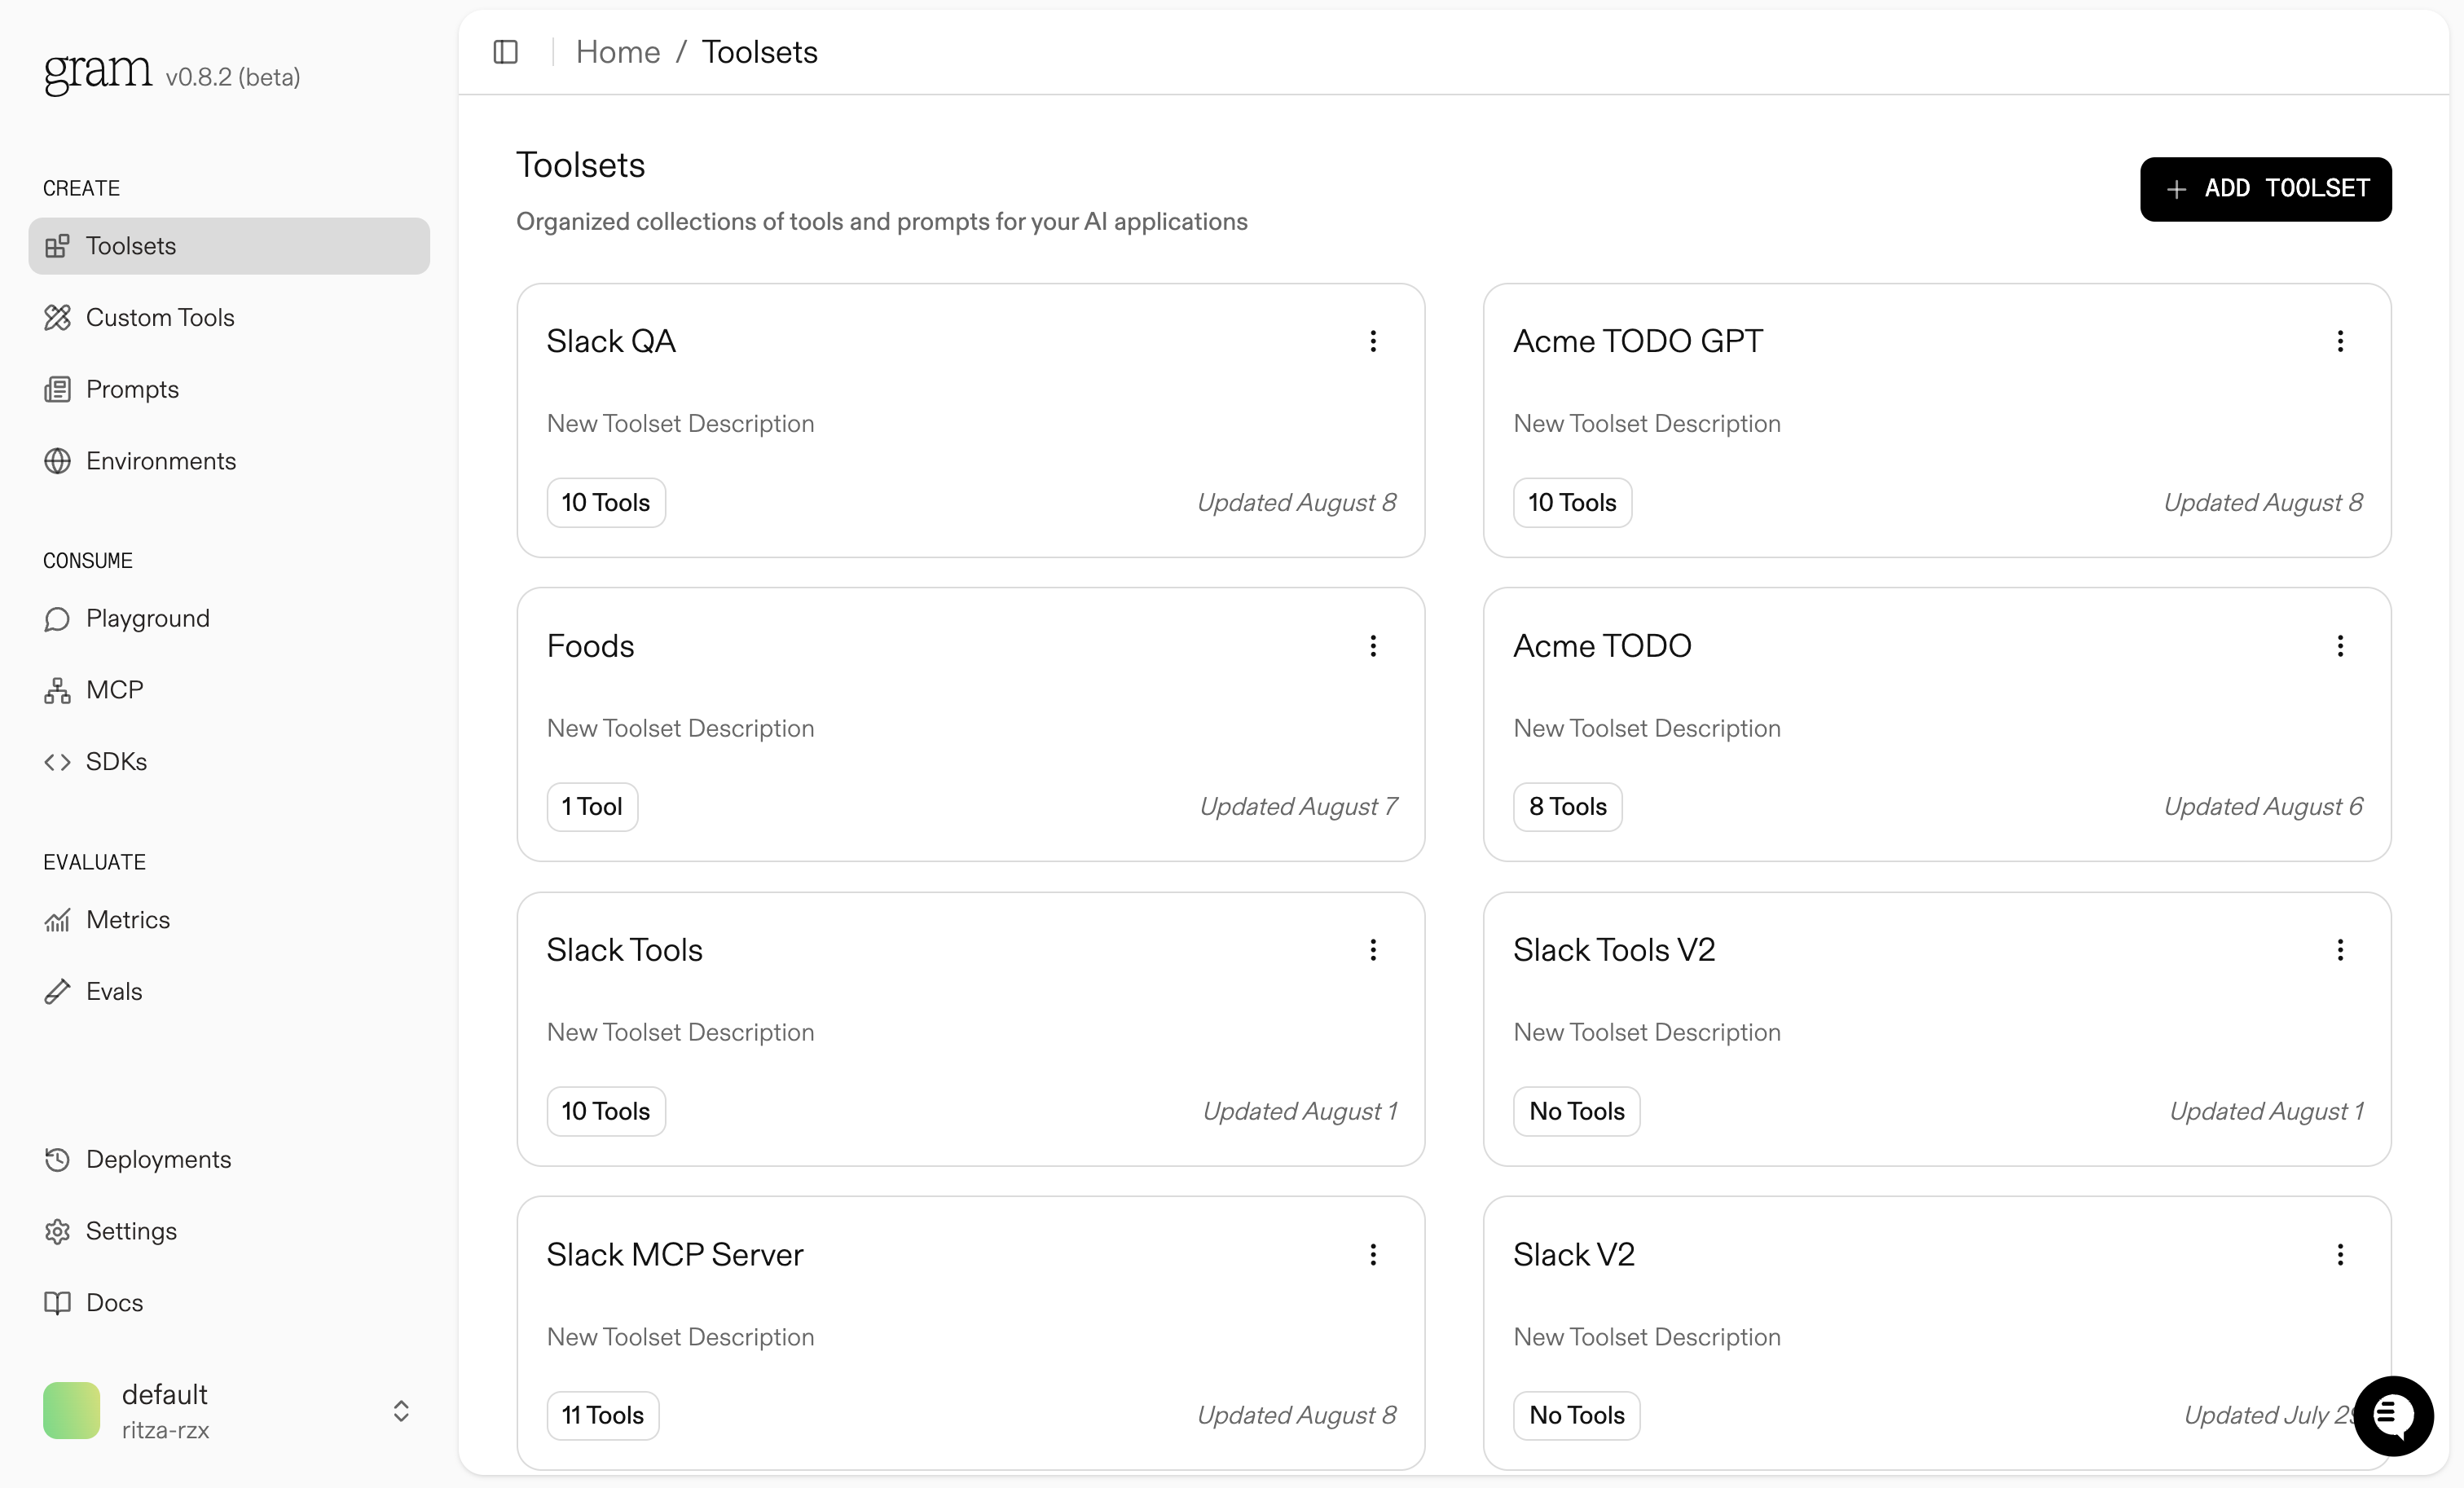 gram v0.8.2 (beta)
CREATE
Toolsets
Custom Tools
Prompts
Environments
CONSUME
Playground
MCP
SDKs
EVALUATE
Metrics
Evals
Deployments
Settings
Docs
default
ritza-rzx
Home / Toolsets
Toolsets
Organized collections of tools and prompts for your AI applications
ADD TOOLSET
Slack QA
New Toolset Description
10 Tools
Updated August 8
Acme TODO GPT
New Toolset Description
10 Tools
Updated August 8
Foods
New Toolset Description
1 Tool
Updated August 7
Acme TODO
New Toolset Description
8 Tools
Updated August 6
Slack Tools
New Toolset Description
10 Tools
Updated August 1
Slack Tools V2
New Toolset Description
No Tools
Updated August 1
Slack MCP Server
New Toolset Description
11 Tools
Updated August 8
Slack V2
New Toolset Description
No Tools
Updated July